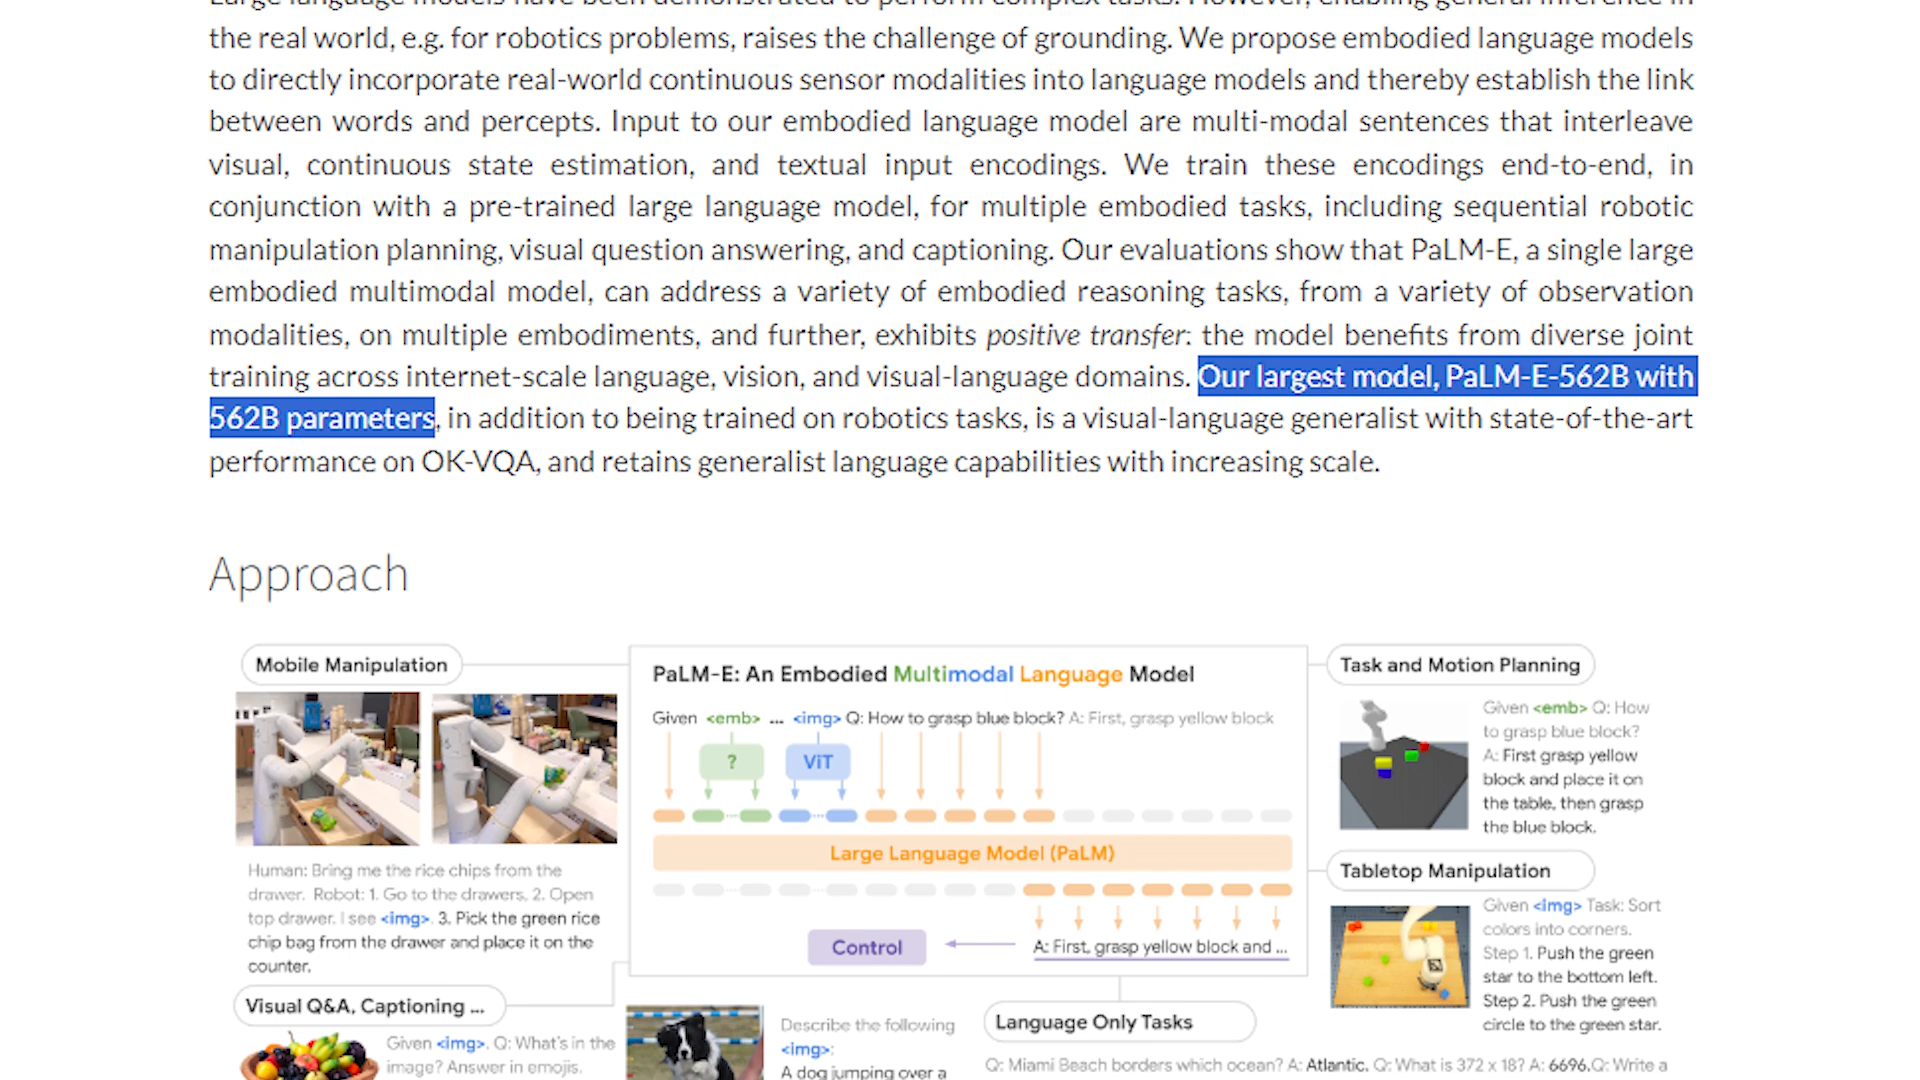 Large language models have been demonstrated to perform complex tasks. However, enabling general inference in
the real world, e.g. for robotics problems, raises the challenge of grounding. We propose embodied language models
to directly incorporate real-world continuous sensor modalities into language models and thereby establish the link
between words and percepts. Input to our embodied language model are multi-modal sentences that interleave
visual, continuous state estimation, and textual input encodings. We train these encodings end-to-end, in
conjunction with a pre-trained large language model, for multiple embodied tasks, including sequential robotic
manipulation planning, visual question answering, and captioning. Our evaluations show that PaLM-E, a single large
embodied multimodal model, can address a variety of embodied reasoning tasks, from a variety of observation
modalities, on multiple embodiments, and further, exhibits positive transfer: the model benefits from diverse joint
training across internet-scale language, vision, and visual-language domains. Our largest model, PaLM-E-562B with
562B parameters, in addition to being trained on robotics tasks, is a visual-language generalist with state-of-the-art
performance on OK-VQA, and retains generalist language capabilities with increasing scale.
Approach
Mobile Manipulation
Human: Bring me the rice chips from the
drawer. Robot: 1. Go to the drawers, 2. Open
top drawer. I see <img>. 3. Pick the green rice
chip bag from the drawer and place it on the
counter.
Visual Q&A, Captioning ...
Given <img>. Q: What's in the
image? Answer in emojis.
PaLM-E: An Embodied Multimodal Language Model
Given <emb> ... <img> Q: How to grasp blue block? A: First, grasp yellow block
? ViT
Large Language Model (PaLM)
Control A: First, grasp yellow block and ...
Describe the following
<img>:
A dog jumping over a
Language Only Tasks
Q: Miami Beach borders which ocean? A: Atlantic. Q: What is 372 x 18? A: 6696.Q: Write a
Task and Motion Planning
Given <emb> Q: How
to grasp blue block?
A: First grasp yellow
block and place it on
the table, then grasp
the blue block.
Tabletop Manipulation
Given <img> Task: Sort
colors into corners.
Step 1. Push the green
star to the bottom left.
Step 2. Push the green
circle to the green star.